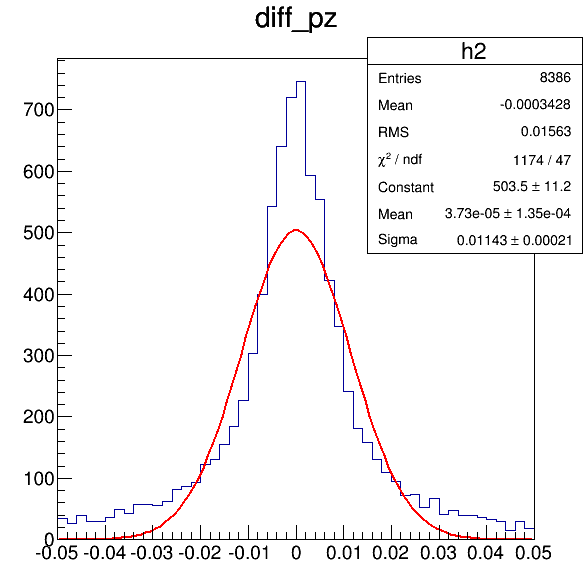 diff_pz
h2
Entries 8386
Mean -0.0003428
RMS 0.01563
χ² / ndf 1174 / 47
Constant 503.5 ± 11.2
Mean 3.73e-05 ± 1.35e-04
Sigma 0.01143 ± 0.00021
700
600
500
400
300
200
100
0
-0.05 -0.04 -0.03 -0.02 -0.01 0 0.01 0.02 0.03 0.04 0.05